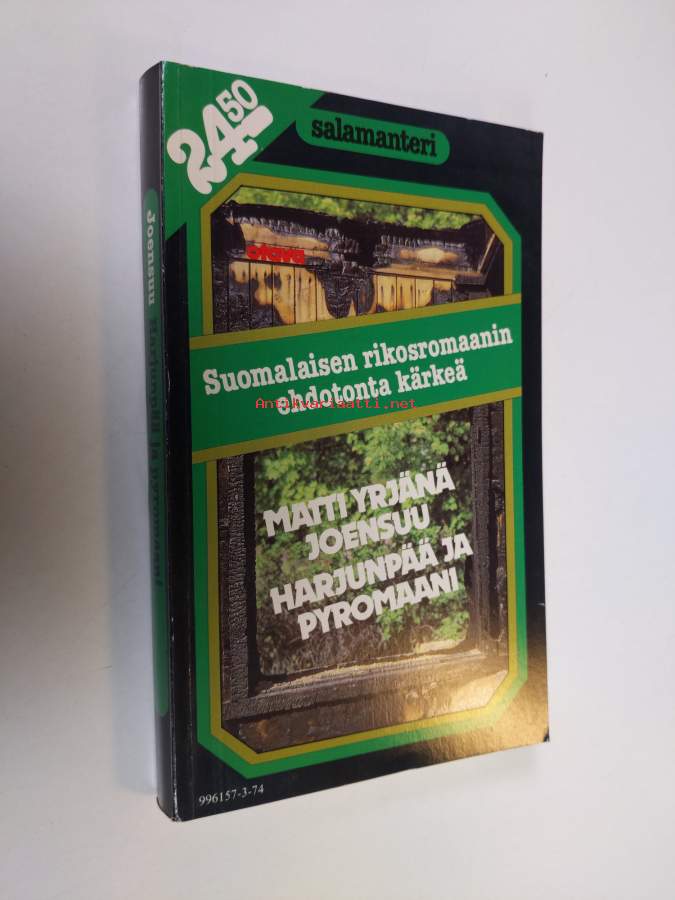 24 50
salamanteri
otava
Suomalaisen rikosromaanin
ehdotonta kärkeä
Antikvariaatti.net
MATTI YRJÄNÄ
JOENSUU
HARJUNPÄÄ JA
PYROMAANI
996157-3-74
Joensuu Harjunpää ja pyromaani